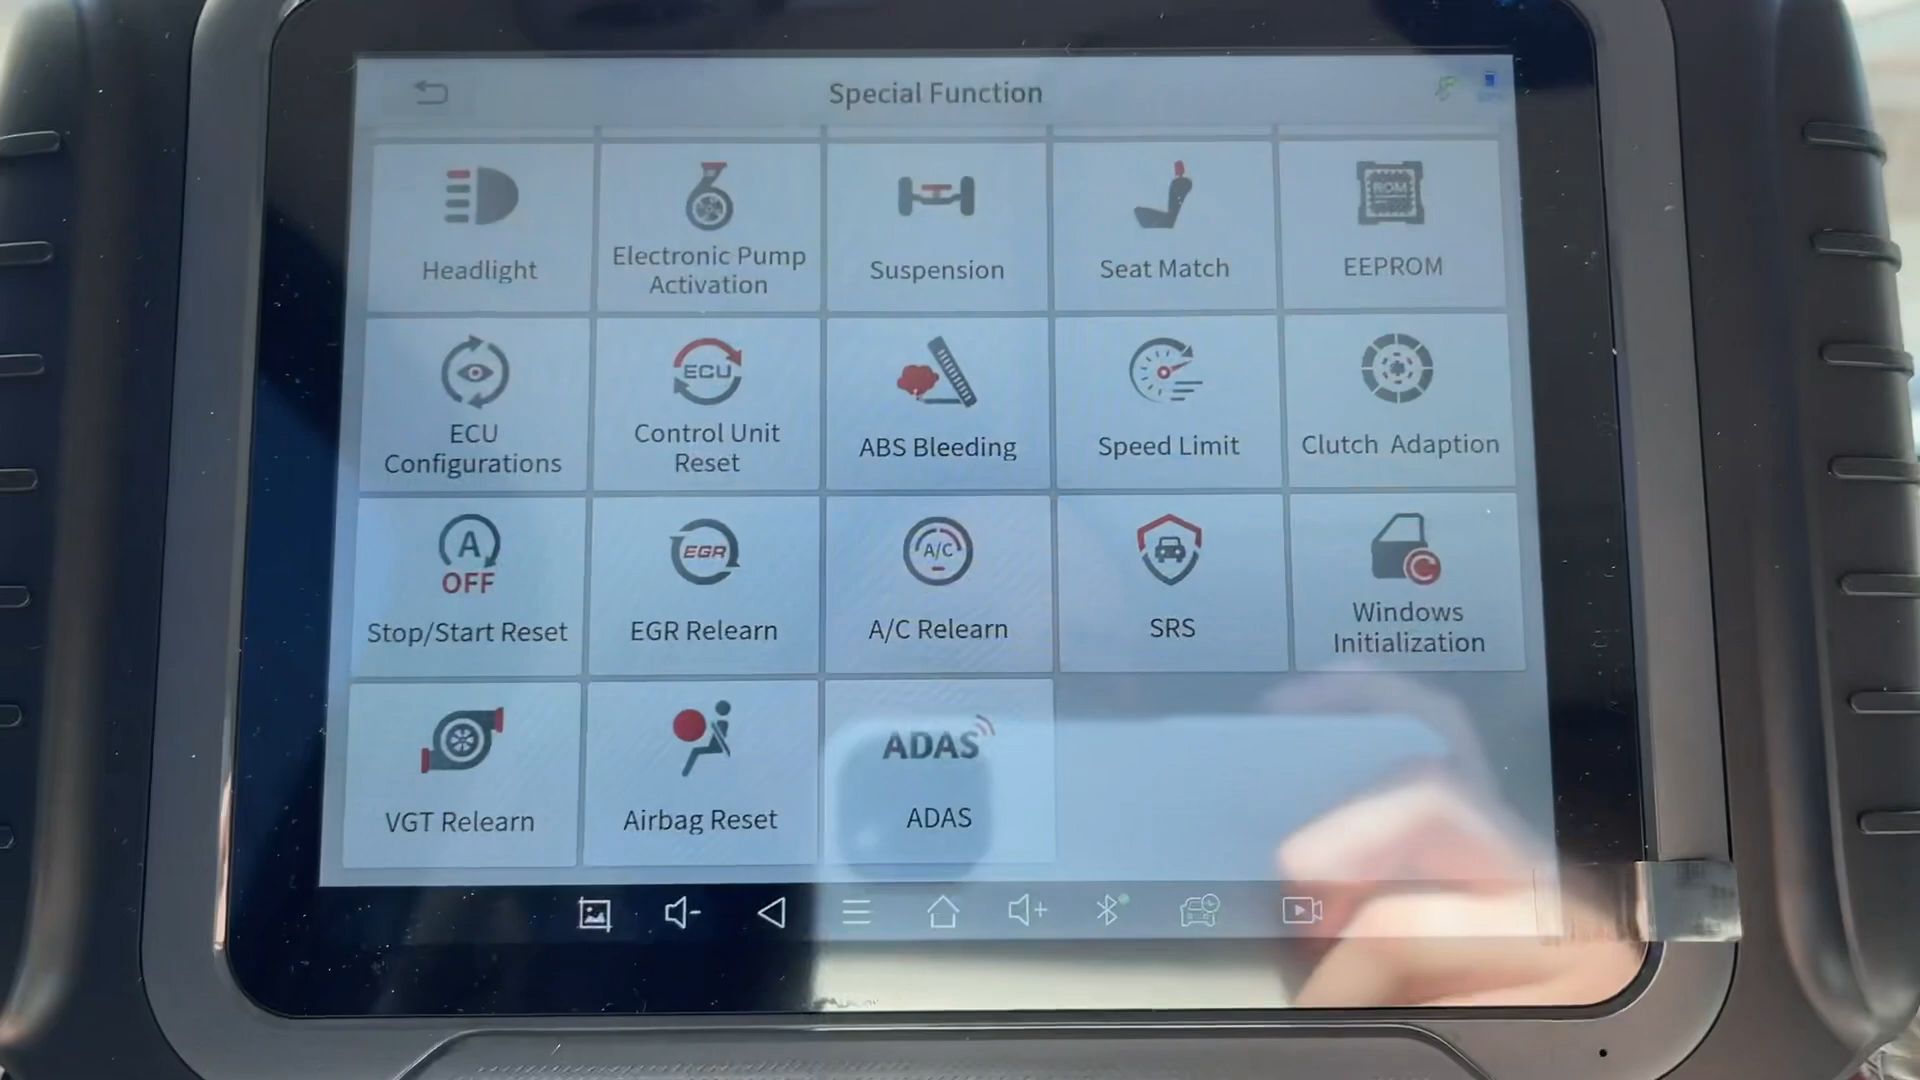 Special Function
Headlight
Electronic Pump
Activation
Suspension
Seat Match
ROM
EEPROM
ECU
Configurations
ECU
Control Unit
Reset
ABS Bleeding
Speed Limit
Clutch Adaption
A
OFF
Stop/Start Reset
EGR
EGR Relearn
A/C
A/C Relearn
SRS
Windows
Initialization
VGT Relearn
Airbag Reset
ADAS
ADAS